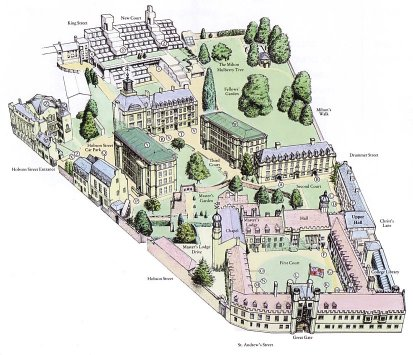 New Court
King Street
The Milton
Mulberry Tree
Fellows'
Garden
Milton's
Walk
Hobson Street
Car Park
Third
Court
Drummer Street
Hobson Street Entrance
Second Court
Master's
Garden
Upper
Hall
Christ's
Lane
Hall
Chapel
Master's Lodge
Drive
First Court
College Library
Hobson Street
Great Gate
St. Andrew's Street